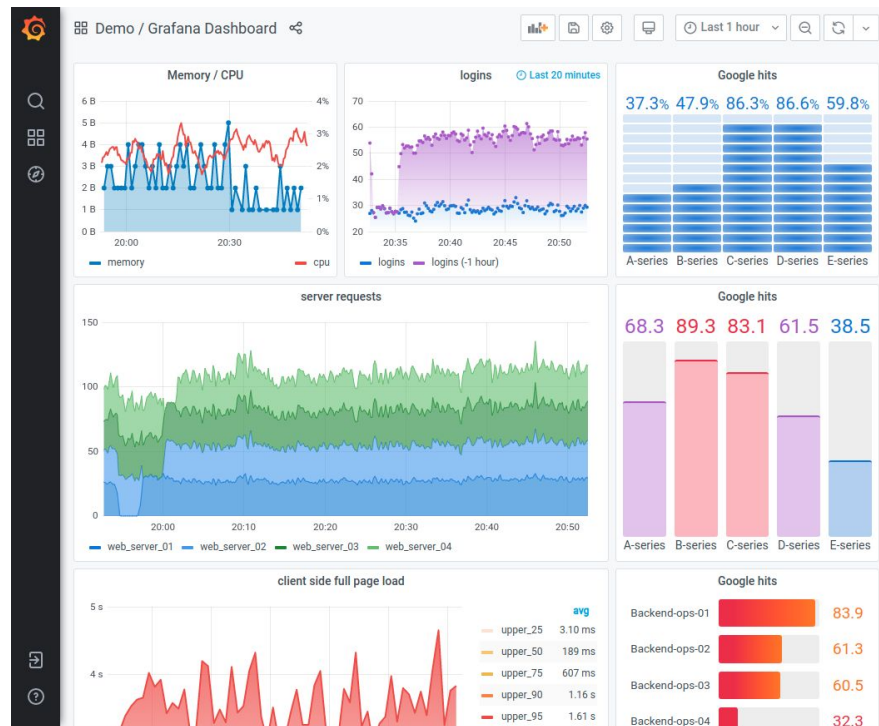 Demo / Grafana Dashboard
Last 1 hour
Memory / CPU
6 B
5 B
4 B
3 B
2 B
1 B
0 B
4%
3%
2%
1%
0%
20:00 20:30
memory cpu
logins
Last 20 minutes
70
60
50
40
30
20
20:35 20:40 20:45 20:50
logins logins (-1 hour)
Google hits
37.3% 47.9% 86.3% 86.6% 59.8%
A-series B-series C-series D-series E-series
server requests
150
100
50
0
20:00 20:10 20:20 20:30 20:40 20:50
web_server_01 web_server_02 web_server_03 web_server_04
Google hits
68.3 89.3 83.1 61.5 38.5
A-series B-series C-series D-series E-series
client side full page load
5 s
4 s
avg
upper_25 3.10 ms
upper_50 189 ms
upper_75 607 ms
upper_90 1.16 s
upper_95 1.61 s
Google hits
Backend-ops-01 83.9
Backend-ops-02 61.3
Backend-ops-03 60.5
Backend-ops-04 32.3